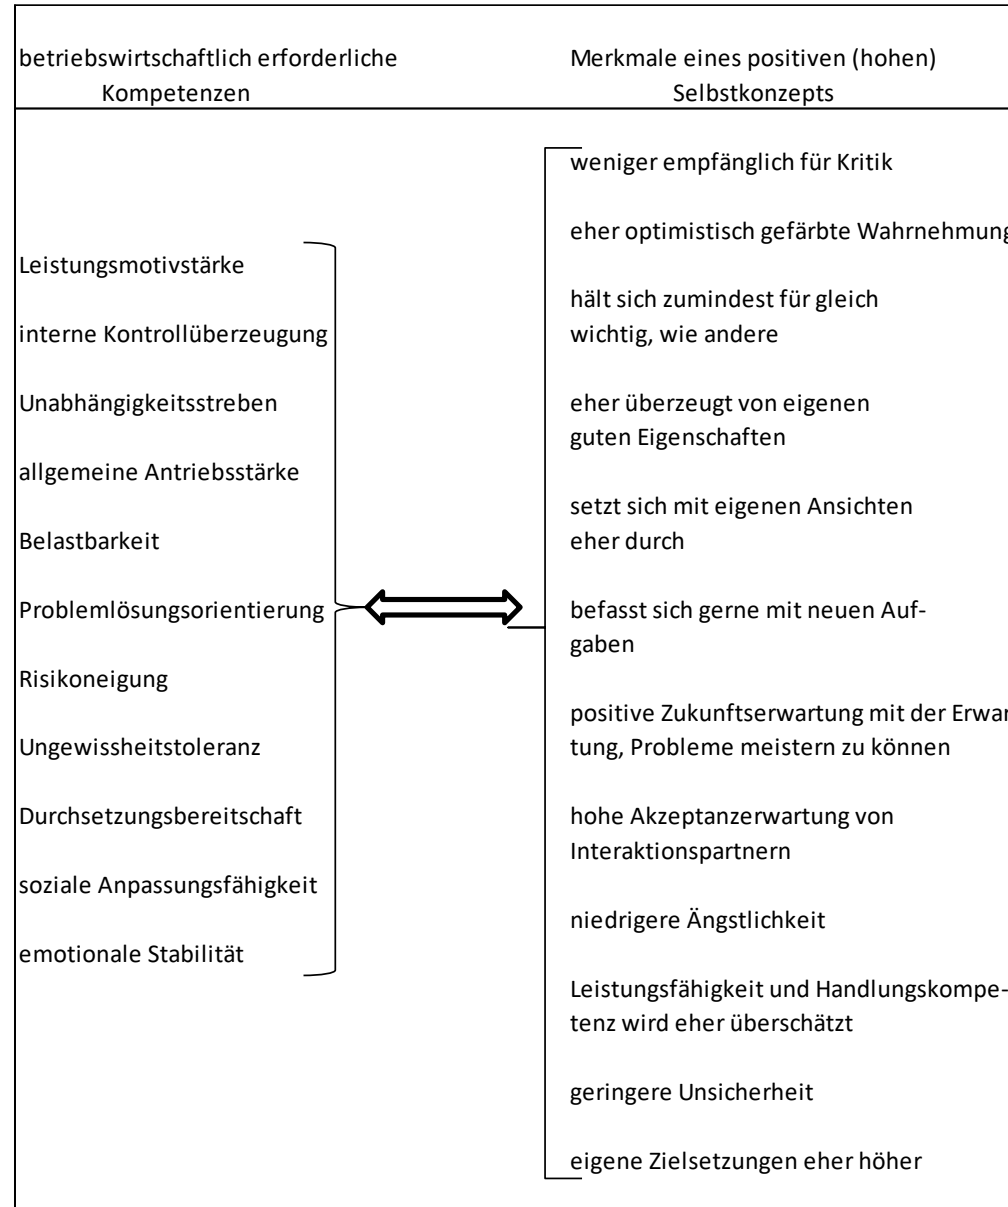 betriebswirtschaftlich erforderliche
Kompetenzen
Merkmale eines positiven (hohen)
Selbstkonzepts
Leistungsmotivstärke
interne Kontrollüberzeugung
Unabhängigkeitsstreben
allgemeine Antriebsstärke
Belastbarkeit
Problemlösungsorientierung
Risikoneigung
Ungewissheitstoleranz
Durchsetzungsbereitschaft
soziale Anpassungsfähigkeit
emotionale Stabilität
weniger empfänglich für Kritik
eher optimistisch gefärbte Wahrnehmung
hält sich zumindest für gleich
wichtig, wie andere
eher überzeugt von eigenen
guten Eigenschaften
setzt sich mit eigenen Ansichten
eher durch
befasst sich gerne mit neuen Auf-
gaben
positive Zukunftserwartung mit der Erwar
tung, Probleme meistern zu können
hohe Akzeptanzerwartung von
Interaktionspartnern
niedrigere Ängstlichkeit
Leistungsfähigkeit und Handlungskompe-
tenz wird eher überschätzt
geringere Unsicherheit
eigene Zielsetzungen eher höher